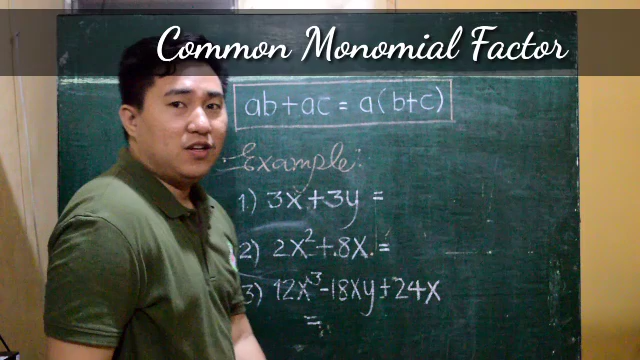 Common Monomial Factor
ab+ac = a(b+c)
Example:
1) 3x+3y =
2) 2x²+8x =
3) 12x³-18xy+24x
=